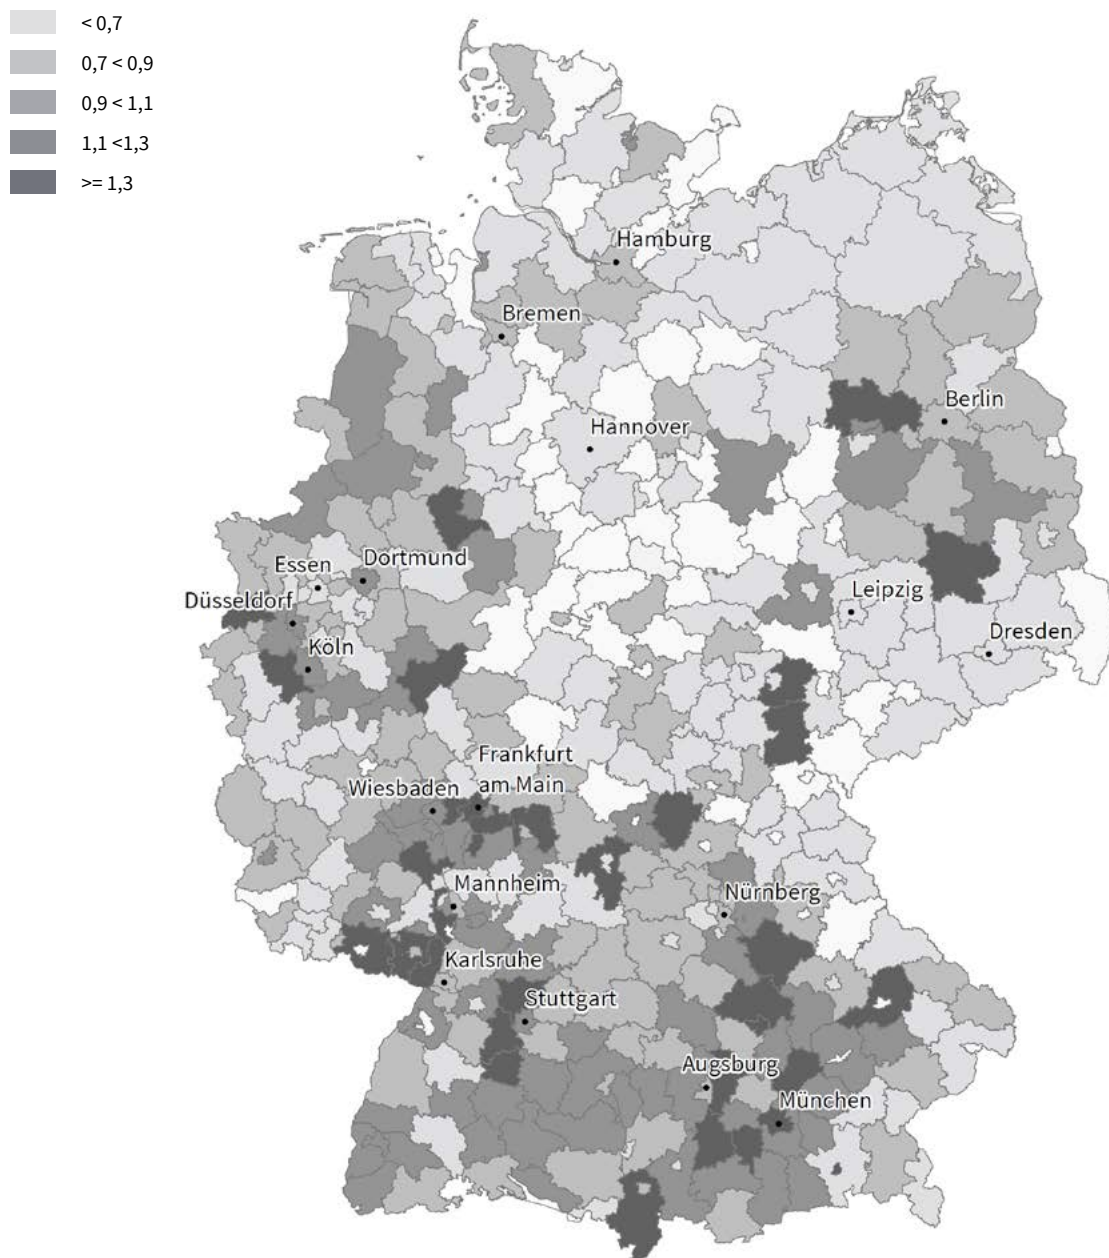 < 0,7
0,7 < 0,9
0,9 < 1,1
1,1 <1,3
>= 1,3
Hamburg
Bremen
Berlin
Hannover
Dortmund
Essen
Düsseldorf
Leipzig
Köln
Dresden
Frankfurt
am Main
Wiesbaden
Mannheim
Nürnberg
Karlsruhe
Stuttgart
Augsburg
München